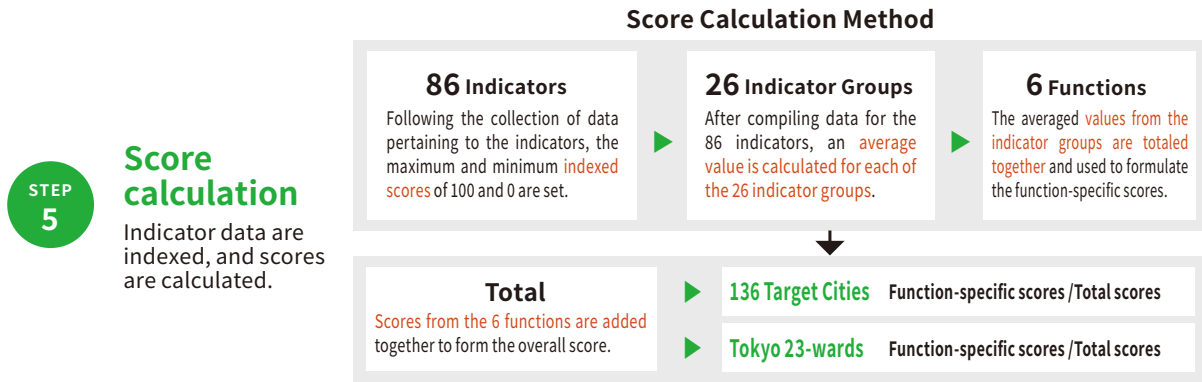 STEP
5
Score
calculation
Indicator data are
indexed, and scores
are calculated.
Score Calculation Method
86 Indicators
Following the collection of data
pertaining to the indicators, the
maximum and minimum indexed
scores of 100 and 0 are set.
26 Indicator Groups
After compiling data for the
86 indicators, an average
value is calculated for each of
the 26 indicator groups.
6 Functions
The averaged values from the
indicator groups are totaled
together and used to formulate
the function-specific scores.
Total
Scores from the 6 functions are added
together to form the overall score.
136 Target Cities Function-specific scores /Total scores
Tokyo 23-wards Function-specific scores /Total scores